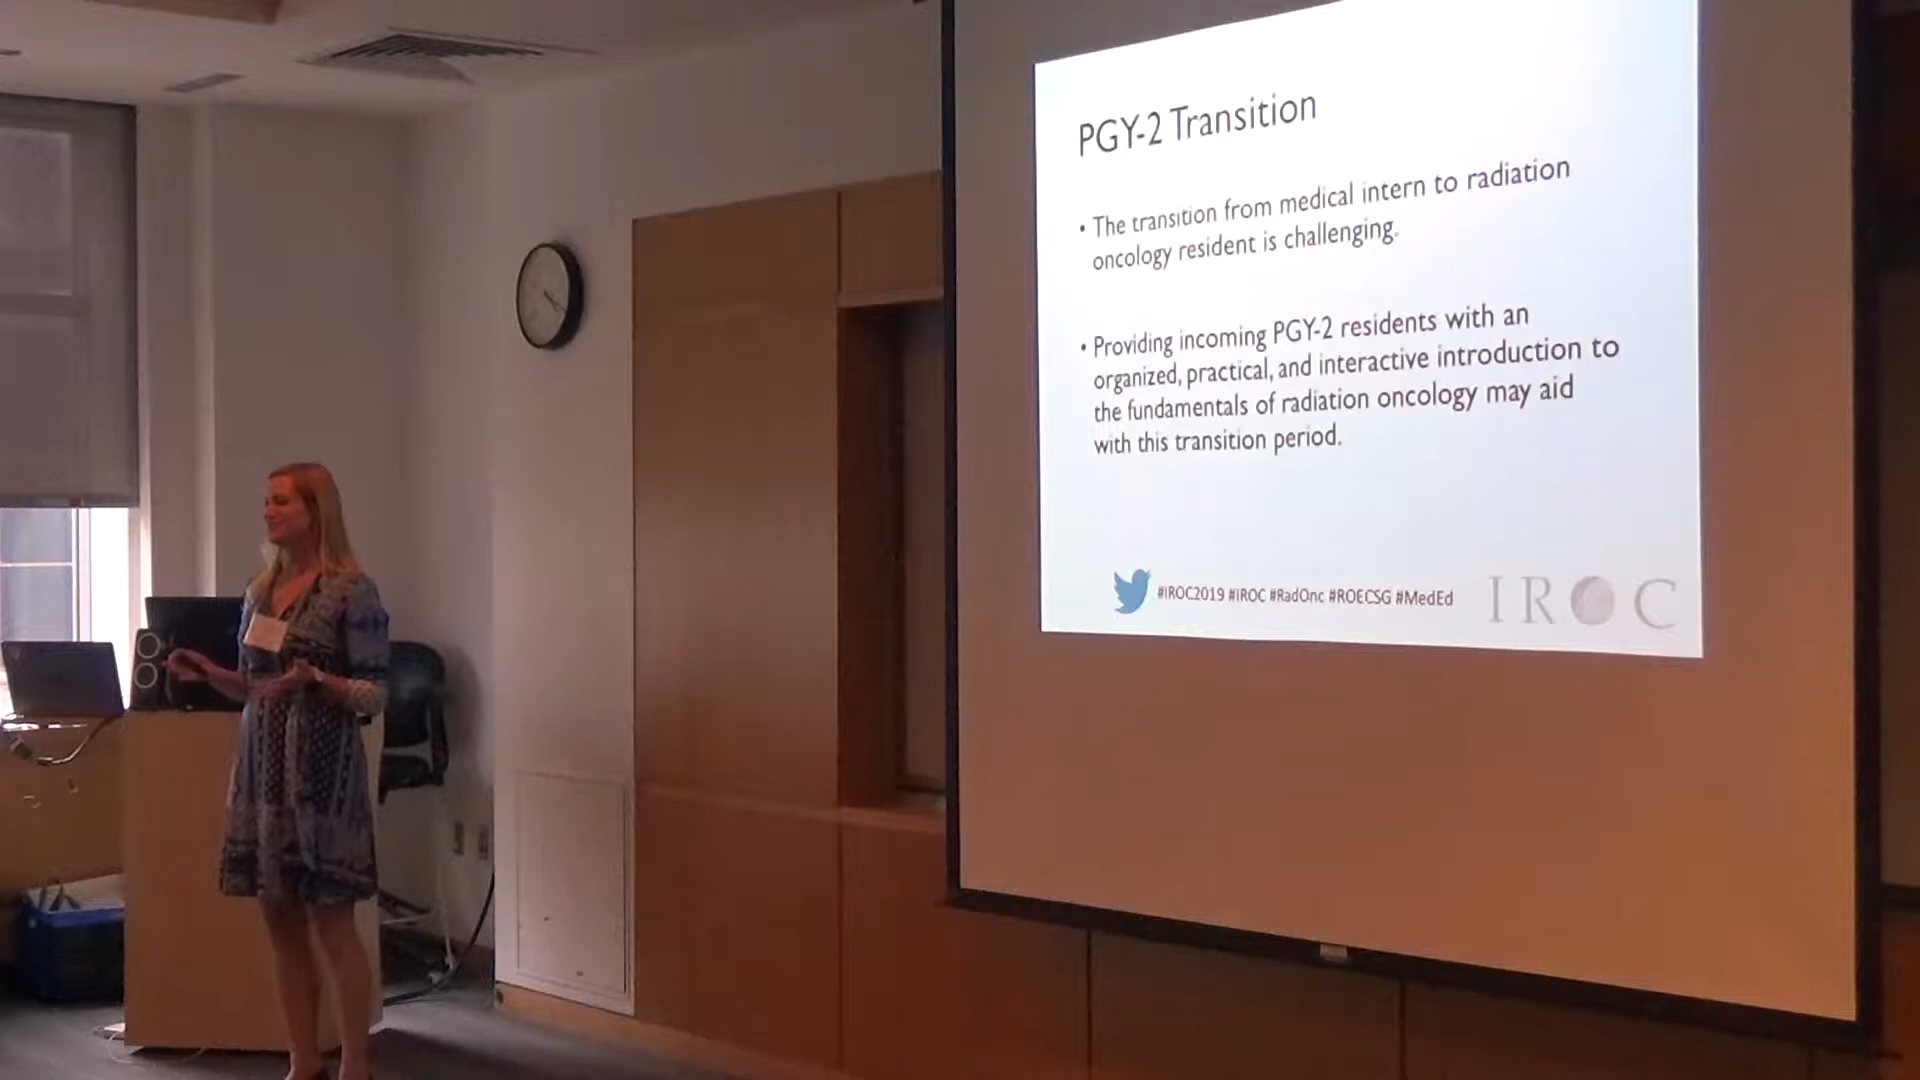 PGY-2 Transition
• The transition from medical intern to radiation
oncology resident is challenging.
• Providing incoming PGY-2 residents with an
organized, practical, and interactive introduction to
the fundamentals of radiation oncology may aid
with this transition period.
#IROC2019 #IROC #RadOnc #ROECSG #MedEd
IROC